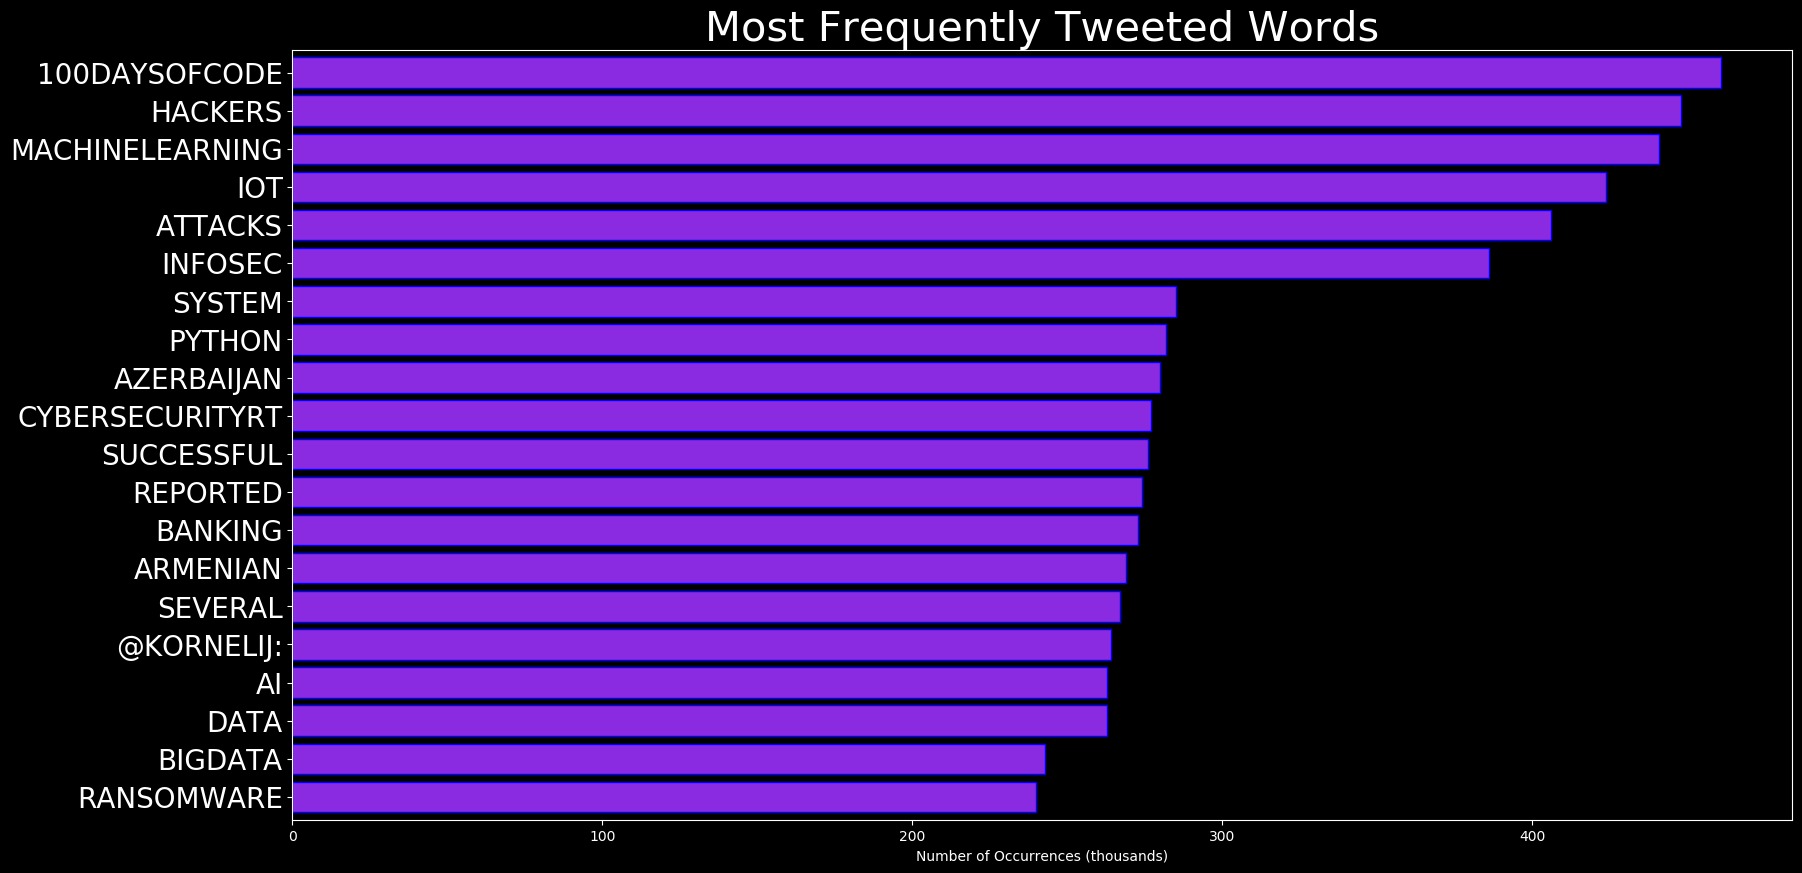 Most Frequently Tweeted Words
100DAYSOFCODE
HACKERS
MACHINELEARNING
IOT
ATTACKS
INFOSEC
SYSTEM
PYTHON
AZERBAIJAN
CYBERSECURITYRT
SUCCESSFUL
REPORTED
BANKING
ARMENIAN
SEVERAL
@KORNELIJ:
AI
DATA
BIGDATA
RANSOMWARE
0 100 200 300 400
Number of Occurrences (thousands)